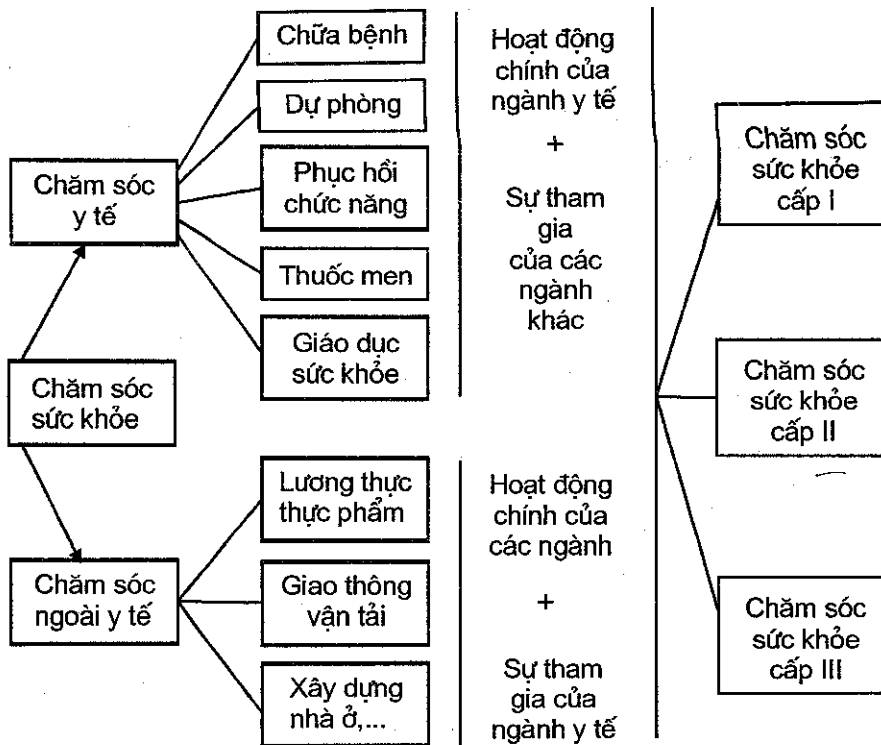 Chăm sóc
sức khỏe
Chăm sóc
y tế
Chữa bệnh
Dự phòng
Phục hồi
chức năng
Thuốc men
Giáo dục
sức khỏe
Hoạt động
chính của
ngành y tế
+
Sự tham
gia
của các
ngành
khác
Chăm sóc
ngoài y tế
Lương thực
thực phẩm
Giao thông
vận tải
Xây dựng
nhà ở,...
Hoạt động
chính của
các ngành
+
Sự tham
gia của
ngành y tế
Chăm sóc
sức khỏe
cấp I
Chăm sóc
sức khỏe
cấp II
Chăm sóc
sức khỏe
cấp III